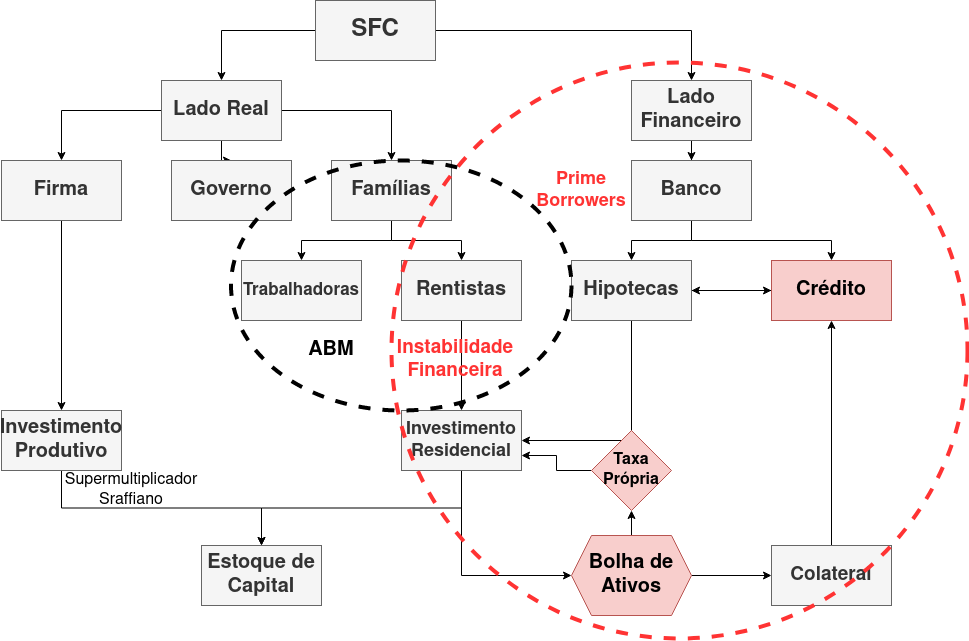 SFC
Lado Real
Lado
Financeiro
Firma
Governo
Famílias
Prime
Borrowers
Banco
Trabalhadoras
Rentistas
Hipotecas
Crédito
ABM
Instabilidade
Financeira
Investimento
Produtivo
Investimento
Residencial
Taxa
Própria
Supermultiplicador
Sraffiano
Estoque de
Capital
Bolha de
Ativos
Colateral